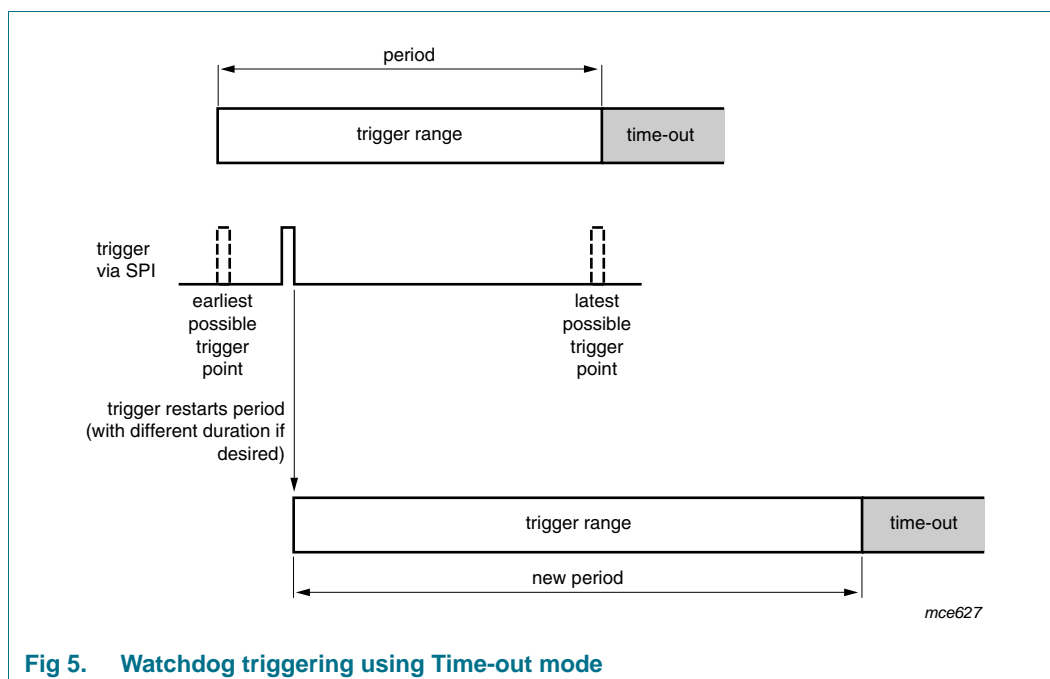 period
trigger range
time-out
trigger
via SPI
earliest
possible
trigger
point
latest
possible
trigger
point
trigger restarts period
(with different duration if
desired)
trigger range
time-out
new period
mce627
Fig 5. Watchdog triggering using Time-out mode